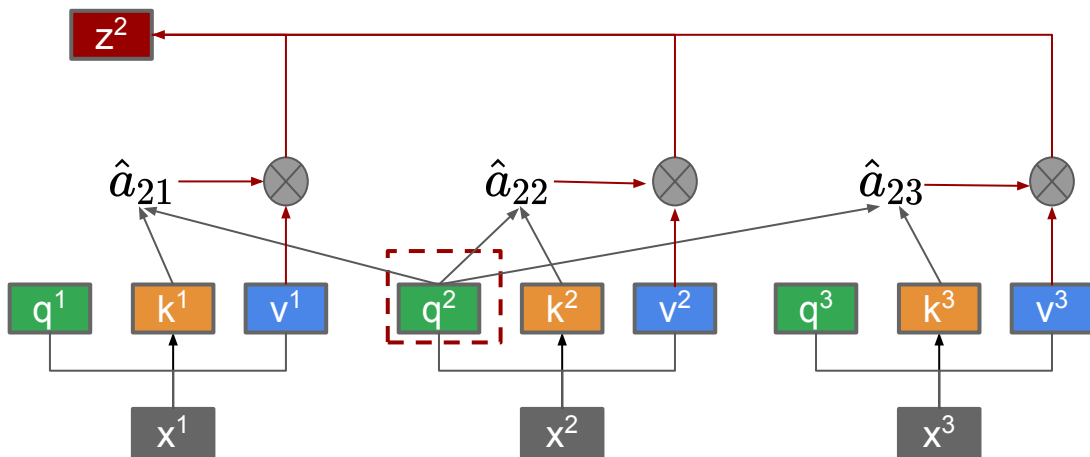 z²
â₂₁ â₂₂ â₂₃
q¹ k¹ v¹ q² k² v² q³ k³ v³
x¹ x² x³